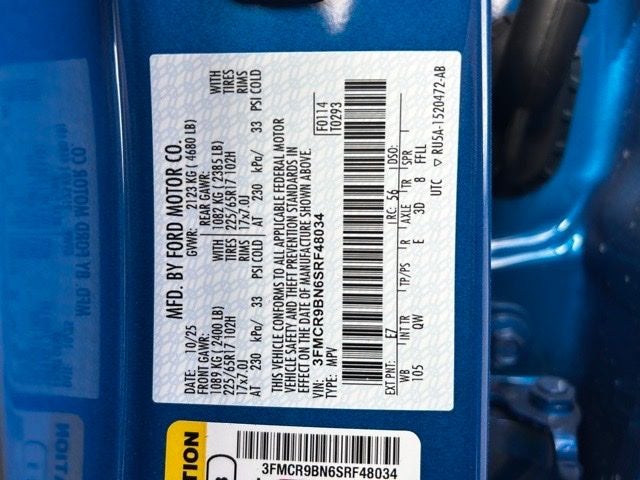 MFD. BY FORD MOTOR CO.
DATE: 10/25 GVWR: 2123 KG (4680 LB)
FRONT GAWR: REAR GAWR:
1089 KG (2400 LB) 1082 KG (2385 LB) WITH
225/65R17 102H 225/65R17 102H TIRES
17x7.0J 17x7.0J RIMS
AT 230 kPa/ 33 PSI COLD AT 230 kPa/ 33 PSI COLD
WITH
TIRES
RIMS
THIS VEHICLE CONFORMS TO ALL APPLICABLE FEDERAL MOTOR
VEHICLE SAFETY AND THEFT PREVENTION STANDARDS IN
EFFECT ON THE DATE OF MANUFACTURE SHOWN ABOVE.
VIN: 3FMCR9BN6SRF48034
TYPE: MPV
F0114
T0293
EXT PNT: E7 RC: 56 DSO:
WB INT TR TP/PS R AXLE TR SPR
105 QW E 3D 8 FFLL
UTC ▽ RU5A-1520472-AB
3FMCR9BN6SRF48034